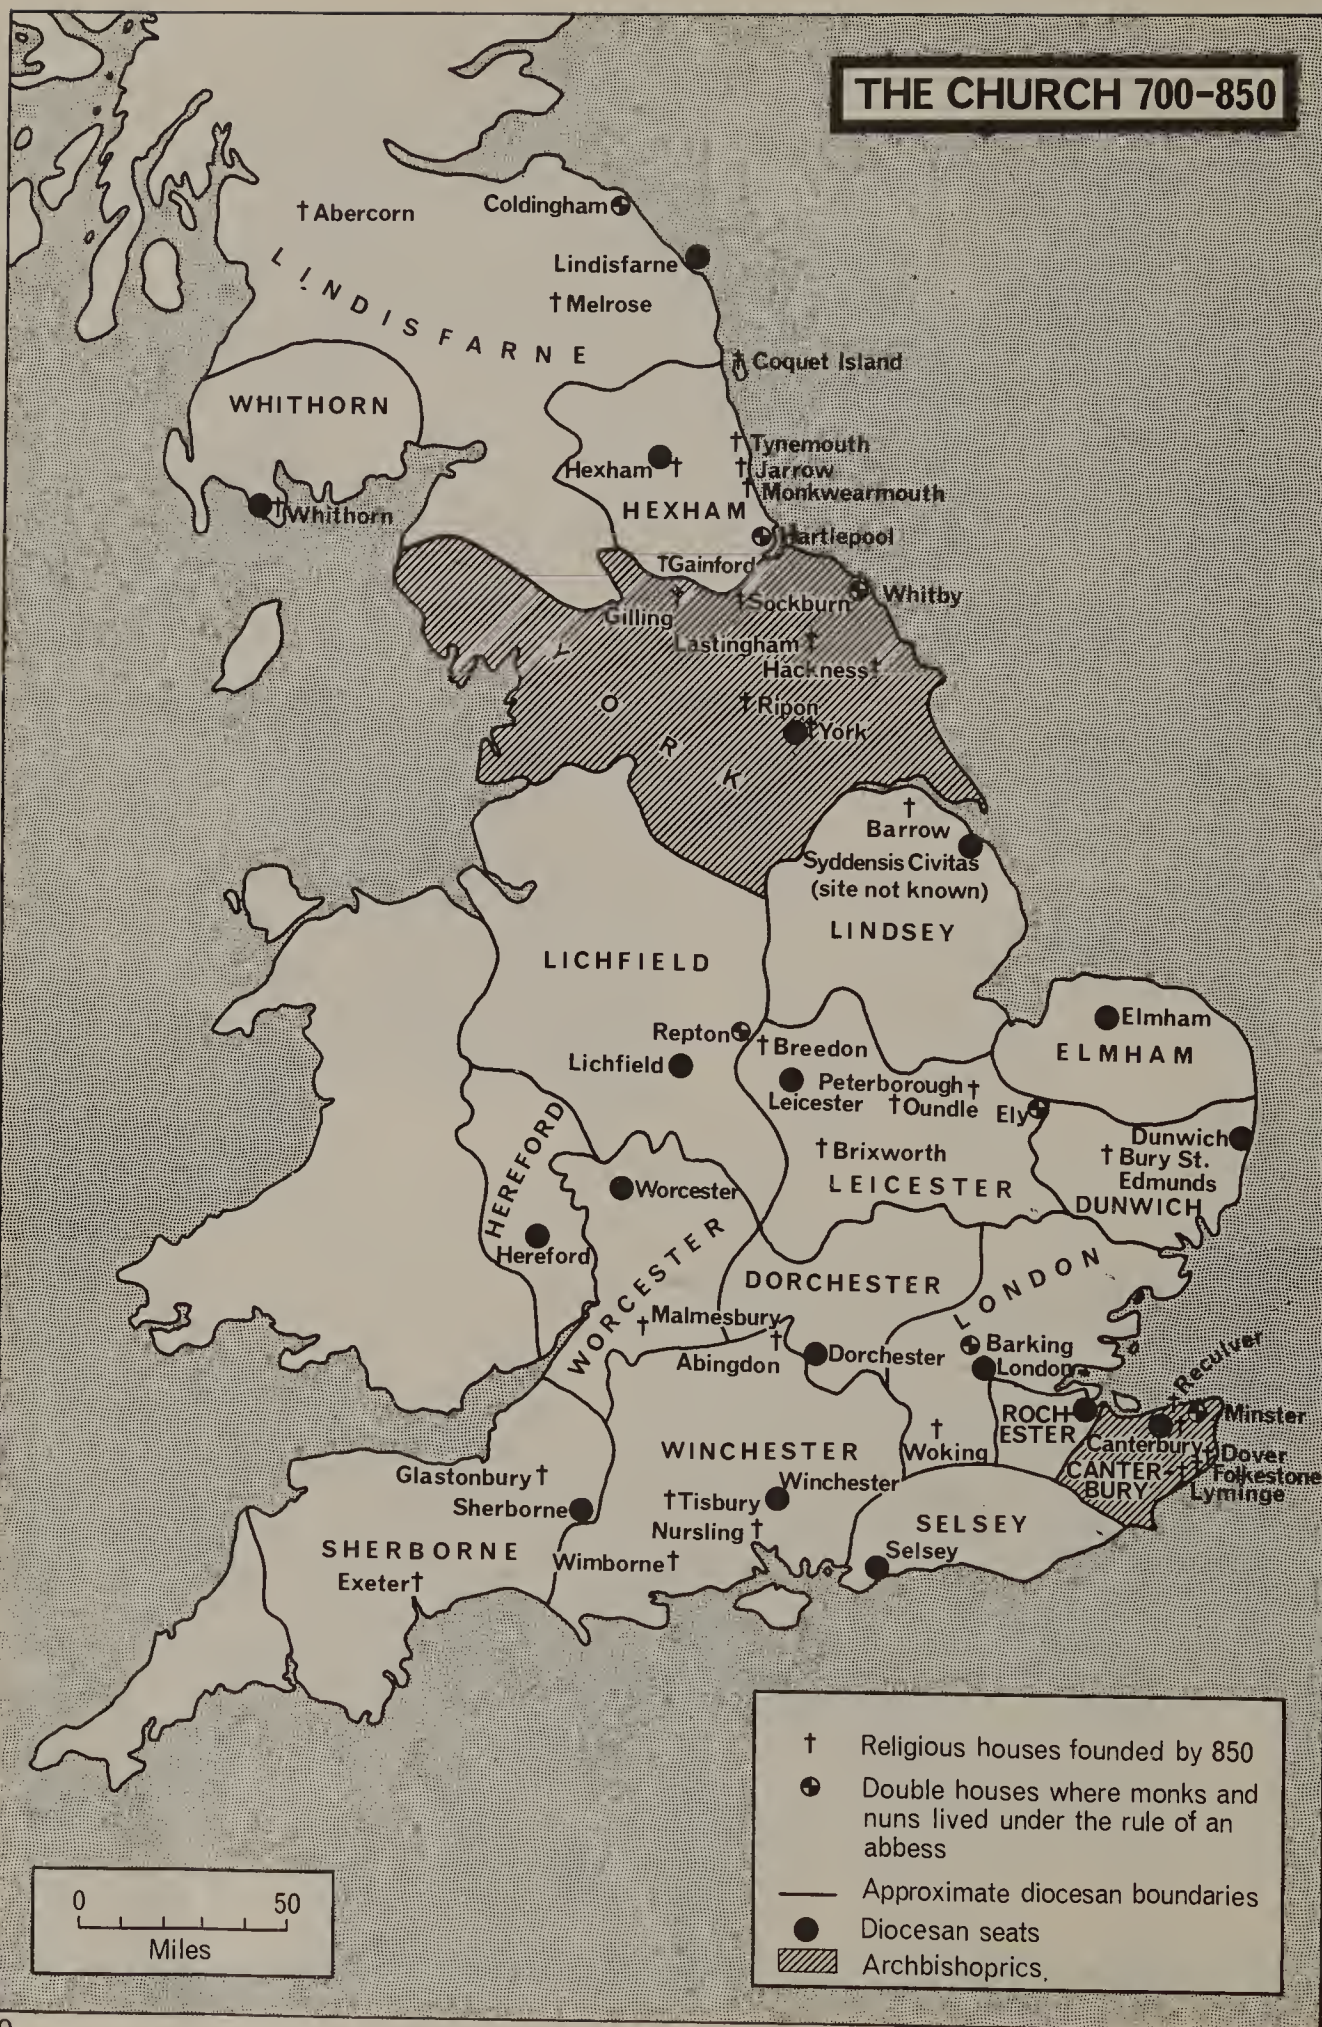 THE CHURCH 700-850
† Abercorn
Coldingham
Lindisfarne
† Melrose
LINDISFARNE
† Coquet Island
WHITHORN
† Whithorn
† Tynemouth
† Jarrow
† Monkwearmouth
Hexham †
HEXHAM
Hartlepool
† Gainford
Whitby
† Sockburn
Gilling
Lastingham †
Hackness †
† Ripon
† York
YORK
†
Barrow
Syddensis Civitas
(site not known)
LINDSEY
LICHFIELD
Repton
Lichfield
† Breedon
Leicester
Peterborough †
† Oundle
Ely
† Brixworth
LEICESTER
Elmham
ELMHAM
Dunwich
† Bury St.
Edmunds
DUNWICH
HEREFORD
Hereford
Worcester
WORCESTER
DORCHESTER
LONDON
† Malmesbury
†
Abingdon
Dorchester
Barking
London
† Reculver
ROCH-
ESTER
Minster
Canterbury †
† Dover
† Folkestone
† Lyminge
CANTER-
BURY
†
Woking
WINCHESTER
Winchester
Glastonbury †
Sherborne
† Tisbury
Nursling †
SELSEY
Selsey
SHERBORNE
Wimborne †
Exeter †
† Religious houses founded by 850
Double houses where monks and
nuns lived under the rule of an
abbess
Approximate diocesan boundaries
Diocesan seats
Archbishoprics.
0 50
Miles